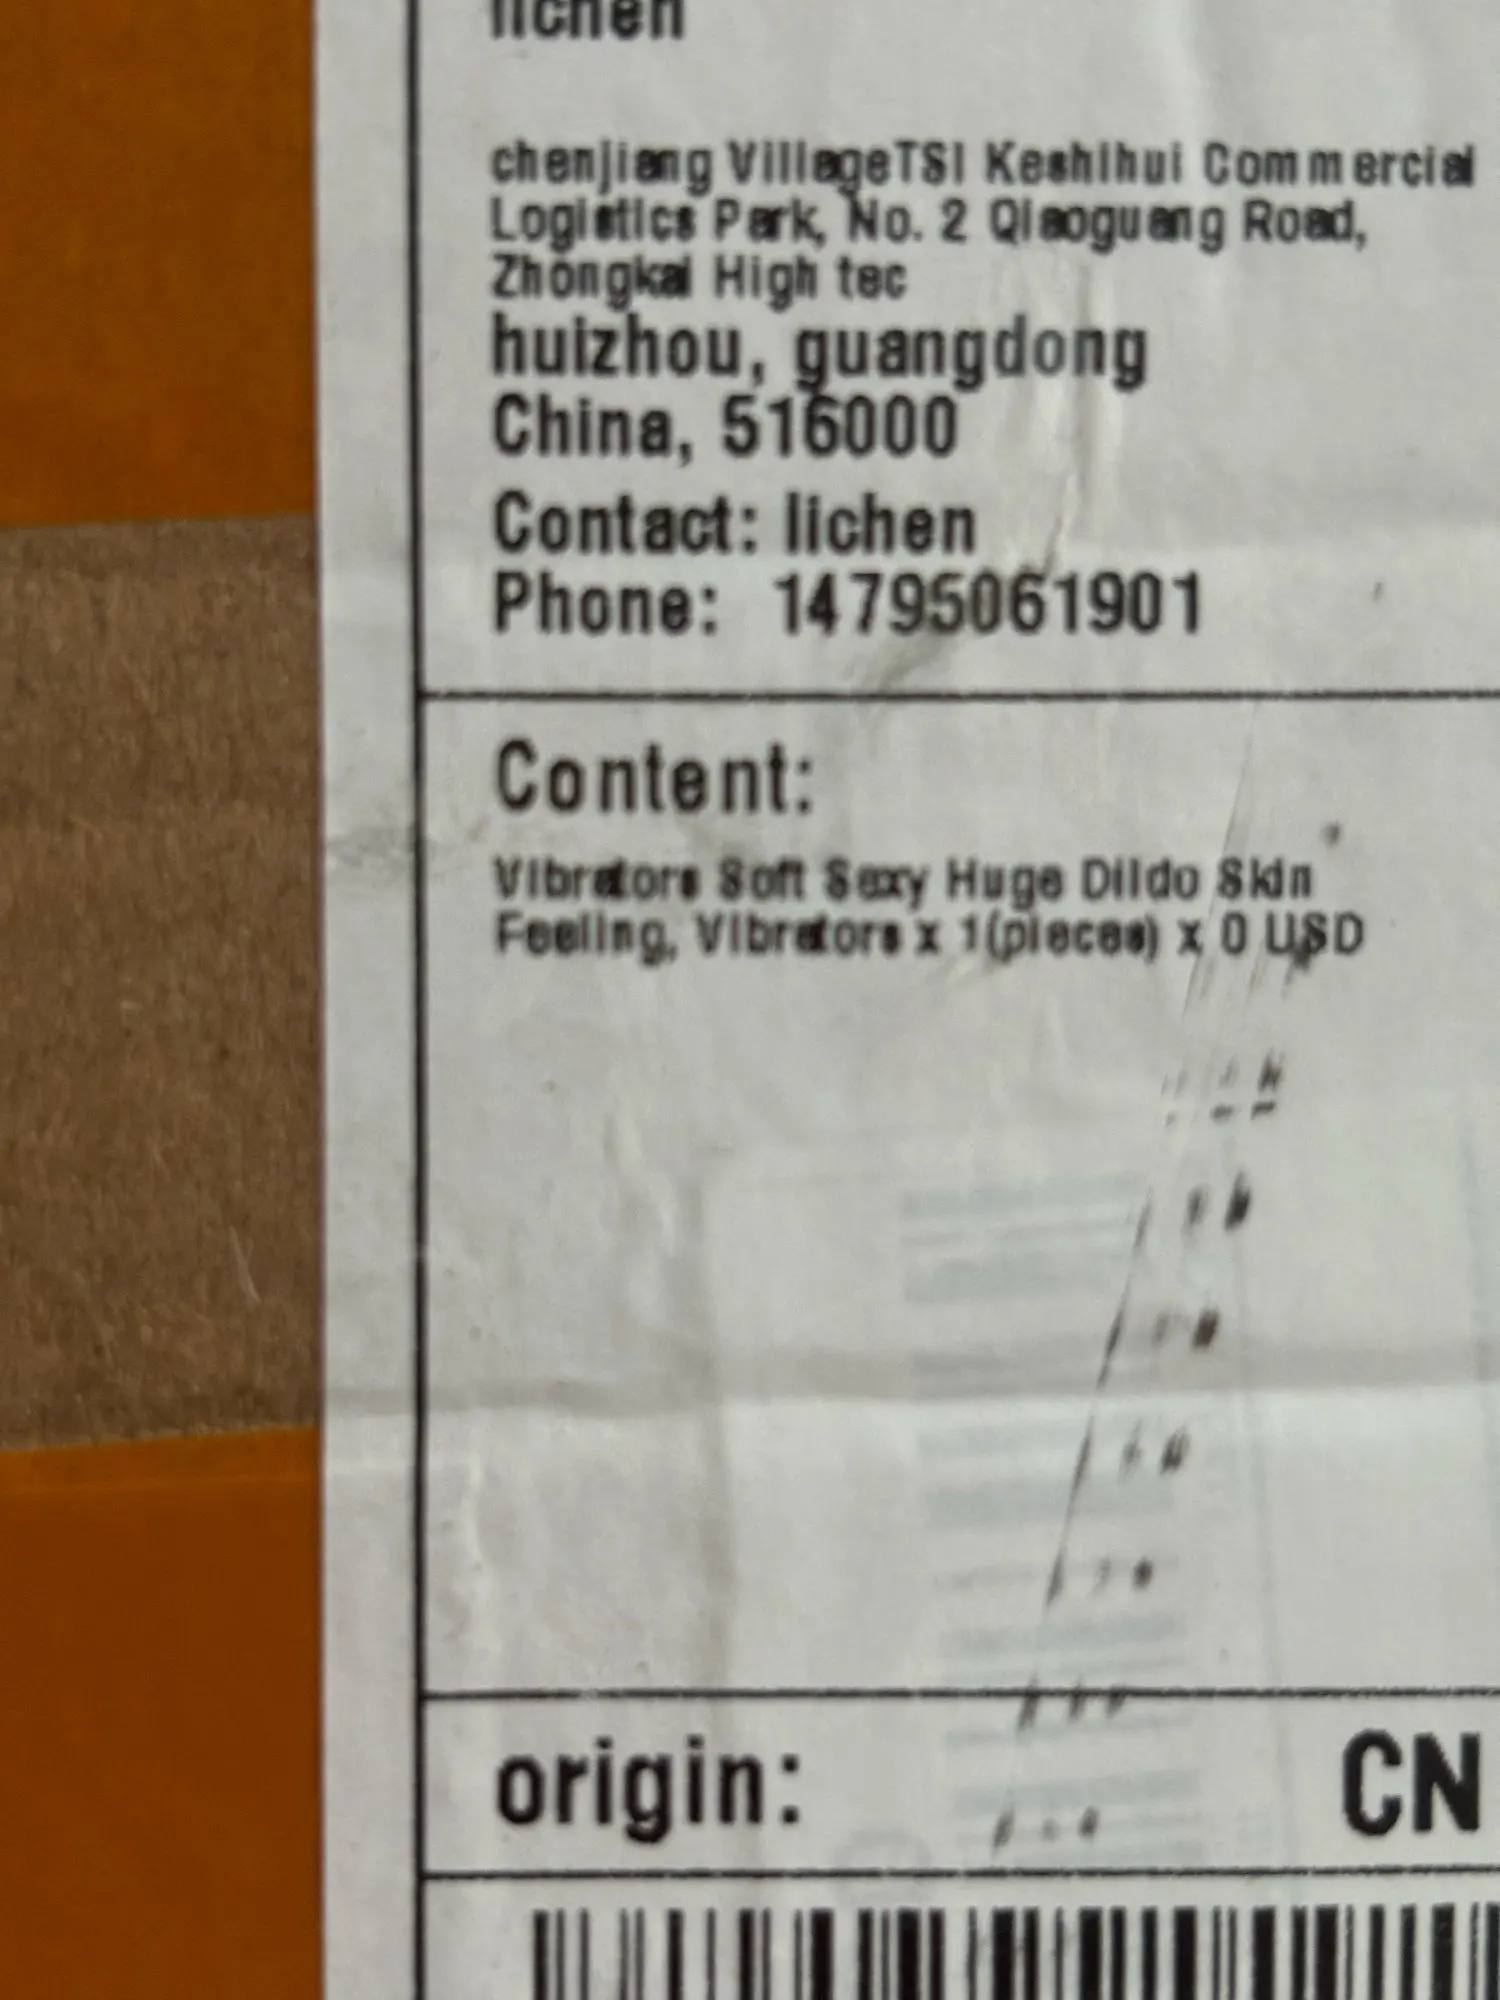 lichen
chenjiang VillageTSI Keshihui Commercial
Logistics Park, No. 2 Qiaoguang Road,
Zhongkai High tec
huizhou, guangdong
China, 516000
Contact: lichen
Phone: 14795061901
Content:
Vibrators Soft Sexy Huge Dildo Skin
Feeling, Vibrators x 1(pieces) x 0 USD
origin: CN